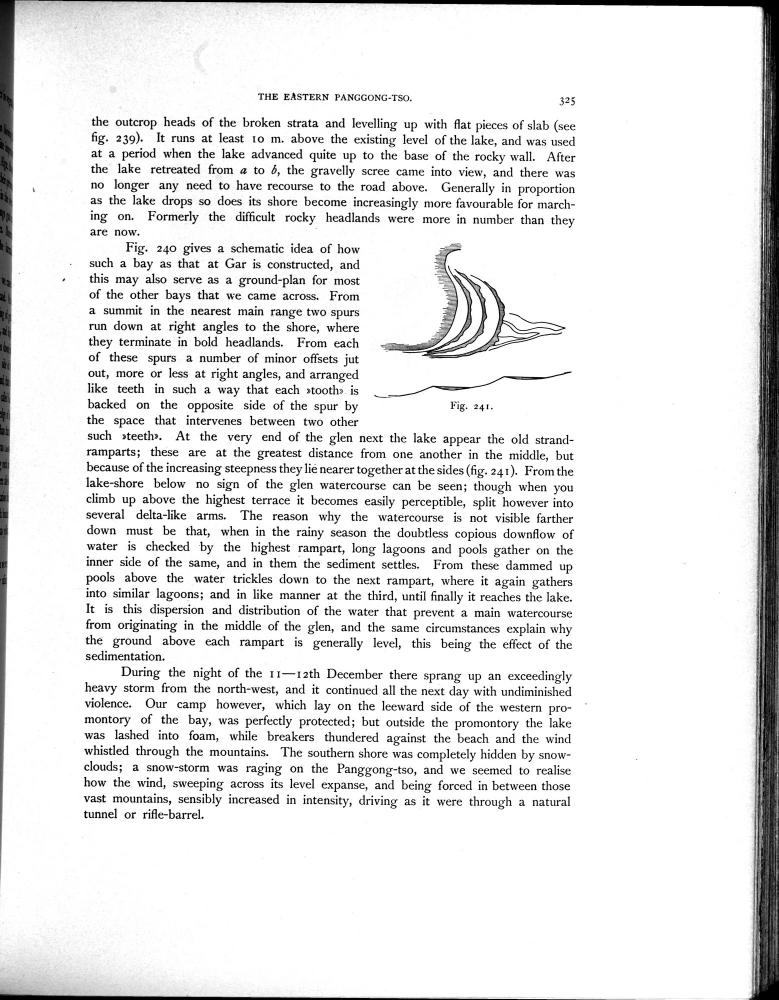 THE EASTERN PANGGONG-TSO.
325
the outcrop heads of the broken strata and levelling up with flat pieces of slab (see
fig. 239). It runs at least 10 m. above the existing level of the lake, and was used
at a period when the lake advanced quite up to the base of the rocky wall. After
the lake retreated from a to b, the gravelly scree came into view, and there was
no longer any need to have recourse to the road above. Generally in proportion
as the lake drops so does its shore become increasingly more favourable for march-
ing on. Formerly the difficult rocky headlands were more in number than they
are now.
Fig. 240 gives a schematic idea of how
such a bay as that at Gar is constructed, and
this may also serve as a ground-plan for most
of the other bays that we came across. From
a summit in the nearest main range two spurs
run down at right angles to the shore, where
they terminate in bold headlands. From each
of these spurs a number of minor offsets jut
out, more or less at right angles, and arranged
like teeth in such a way that each »tooth» is
backed on the opposite side of the spur by
the space that intervenes between two other
Fig. 241.
such »teeth». At the very end of the glen next the lake appear the old strand-
ramparts; these are at the greatest distance from one another in the middle, but
because of the increasing steepness they lie nearer together at the sides (fig. 241). From the
lake-shore below no sign of the glen watercourse can be seen; though when you
climb up above the highest terrace it becomes easily perceptible, split however into
several delta-like arms. The reason why the watercourse is not visible farther
down must be that, when in the rainy season the doubtless copious downflow of
water is checked by the highest rampart, long lagoons and pools gather on the
inner side of the same, and in them the sediment settles. From these dammed up
pools above the water trickles down to the next rampart, where it again gathers
into similar lagoons; and in like manner at the third, until finally it reaches the lake.
It is this dispersion and distribution of the water that prevent a main watercourse
from originating in the middle of the glen, and the same circumstances explain why
the ground above each rampart is generally level, this being the effect of the
sedimentation.
During the night of the 11—12th December there sprang up an exceedingly
heavy storm from the north-west, and it continued all the next day with undiminished
violence. Our camp however, which lay on the leeward side of the western pro-
montory of the bay, was perfectly protected; but outside the promontory the lake
was lashed into foam, while breakers thundered against the beach and the wind
whistled through the mountains. The southern shore was completely hidden by snow-
clouds; a snow-storm was raging on the Panggong-tso, and we seemed to realise
how the wind, sweeping across its level expanse, and being forced in between those
vast mountains, sensibly increased in intensity, driving as it were through a natural
tunnel or rifle-barrel.